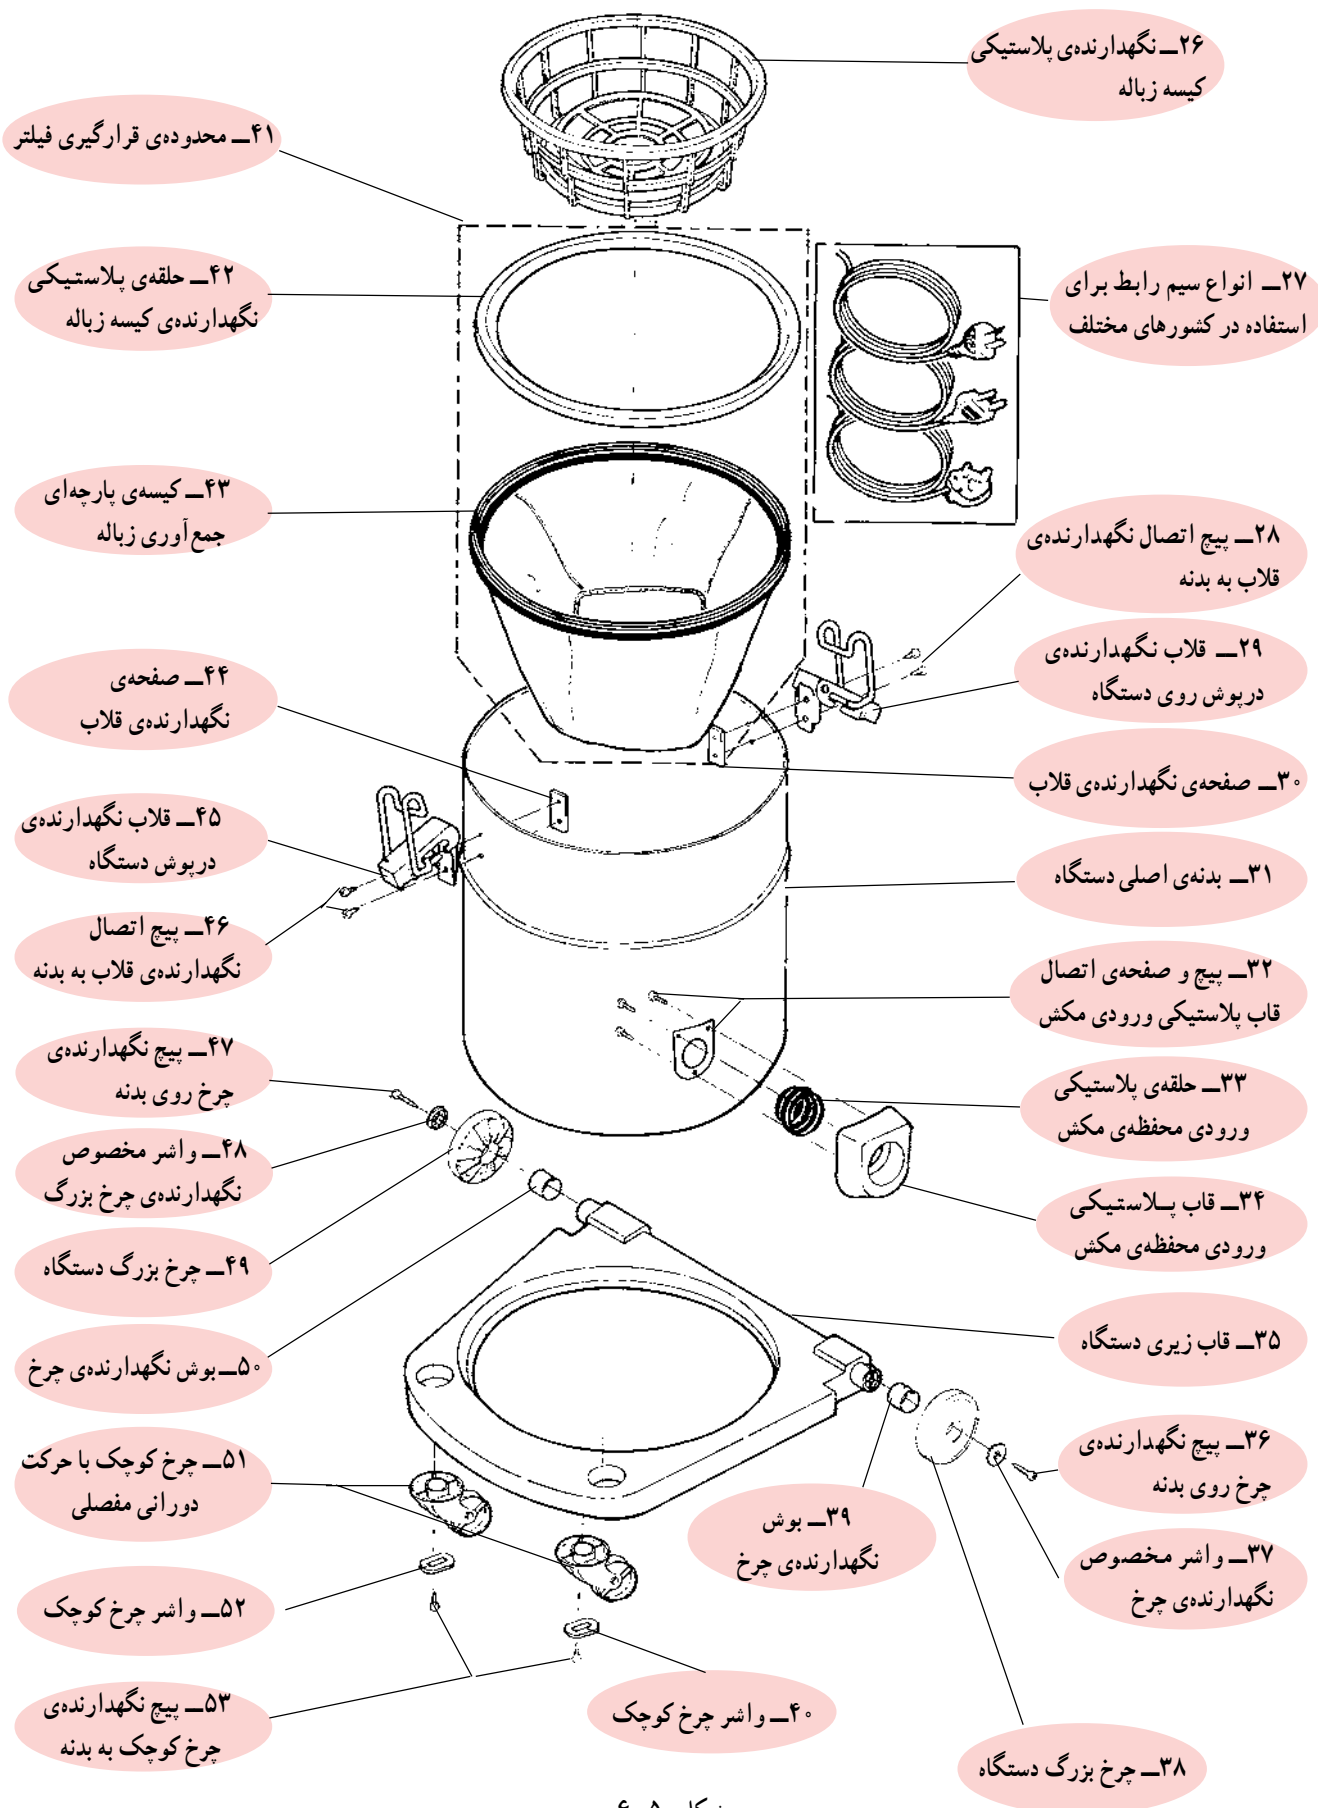 ۲۶ــ نگهدارنده‌ی پلاستیکی
کیسه زباله
۴۱ــ محدوده‌ی قرارگیری فیلتر
۲۷ــ انواع سیم رابط برای
استفاده در کشورهای مختلف
۴۲ــ حلقه‌ی پلاستیکی
نگهدارنده‌ی کیسه زباله
۴۳ــ کیسه‌ی پارچه‌ای
جمع‌آوری زباله
۲۸ــ پیچ اتصال نگهدارنده‌ی
قلاب به بدنه
۲۹ــ قلاب نگهدارنده‌ی
درپوش روی دستگاه
۴۴ــ صفحه‌ی
نگهدارنده‌ی قلاب
۳۰ــ صفحه‌ی نگهدارنده‌ی قلاب
۴۵ــ قلاب نگهدارنده‌ی
درپوش دستگاه
۳۱ــ بدنه‌ی اصلی دستگاه
۴۶ــ پیچ اتصال
نگهدارنده‌ی قلاب به بدنه
۳۲ــ پیچ و صفحه‌ی اتصال
قاب پلاستیکی ورودی مکش
۴۷ــ پیچ نگهدارنده‌ی
چرخ روی بدنه
۳۳ــ حلقه‌ی پلاستیکی
ورودی محفظه‌ی مکش
۴۸ــ واشر مخصوص
نگهدارنده‌ی چرخ بزرگ
۳۴ــ قاب پلاستیکی
ورودی محفظه‌ی مکش
۴۹ــ چرخ بزرگ دستگاه
۳۵ــ قاب زیری دستگاه
۵۰ــ بوش نگهدارنده‌ی چرخ
۳۶ــ پیچ نگهدارنده‌ی
چرخ روی بدنه
۵۱ــ چرخ کوچک با حرکت
دورانی مفصلی
۳۹ــ بوش
نگهدارنده‌ی چرخ
۳۷ــ واشر مخصوص
نگهدارنده‌ی چرخ
۵۲ــ واشر چرخ کوچک
۵۳ــ پیچ نگهدارنده‌ی
چرخ کوچک به بدنه
۴۰ــ واشر چرخ کوچک
۳۸ــ چرخ بزرگ دستگاه